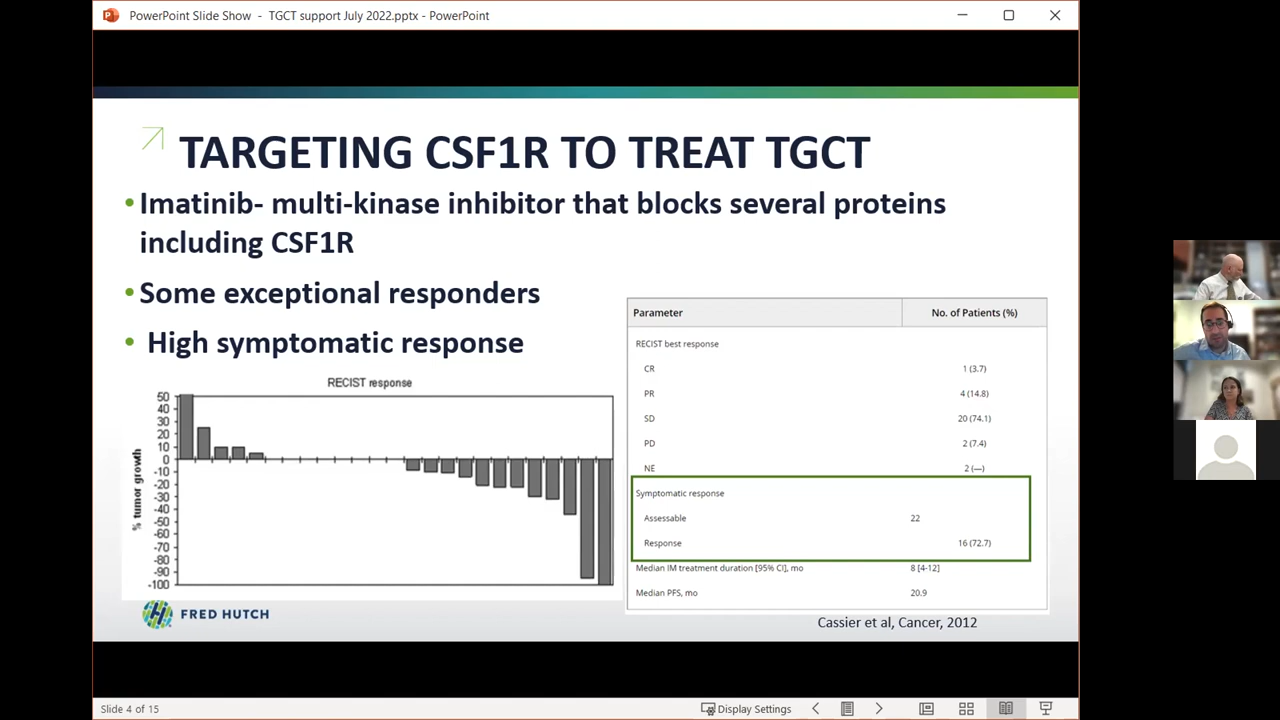 PowerPoint Slide Show - TGCT support July 2022.pptx - PowerPoint
TARGETING CSF1R TO TREAT TGCT
•Imatinib- multi-kinase inhibitor that blocks several proteins
including CSF1R
•Some exceptional responders
• High symptomatic response
RECIST response
% tumor growth
50
40
30
20
10
0
-10
-20
-30
-40
-50
-60
-70
-80
-90
-100
Parameter No. of Patients (%)
RECIST best response
CR 1 (3.7)
PR 4 (14.8)
SD 20 (74.1)
PD 2 (7.4)
NE 2 (—)
Symptomatic response
Assessable 22
Response 16 (72.7)
Median IM treatment duration [95% CI], mo 8 [4-12]
Median PFS, mo 20.9
FRED HUTCH
Cassier et al, Cancer, 2012
Slide 4 of 15
Display Settings